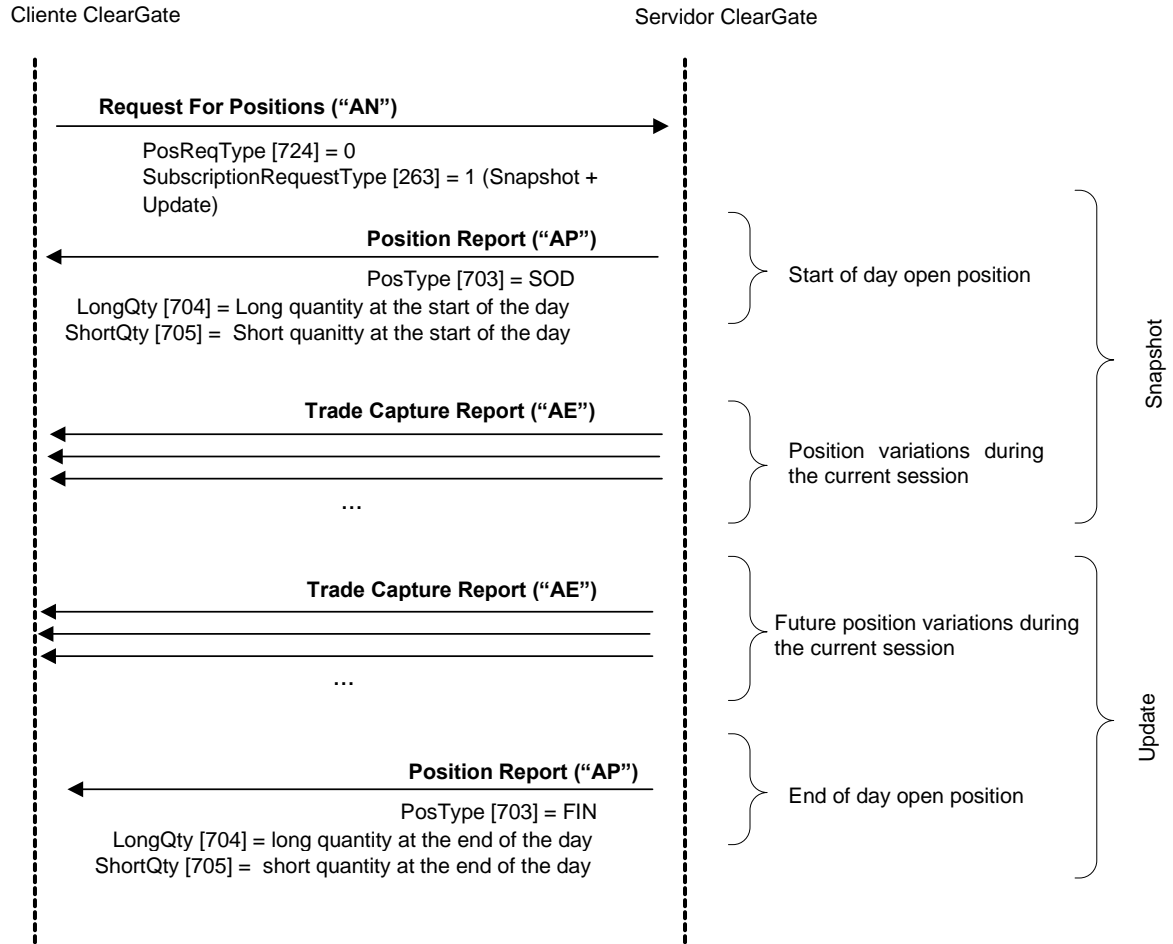 Cliente ClearGate
Servidor ClearGate
Request For Positions (“AN”)
PosReqType [724] = 0
SubscriptionRequestType [263] = 1 (Snapshot +
Update)
Position Report (“AP”)
PosType [703] = SOD
LongQty [704] = Long quantity at the start of the day
ShortQty [705] = Short quanitty at the start of the day
Start of day open position
Trade Capture Report (“AE”)
...
Position variations during
the current session
Snapshot
Trade Capture Report (“AE”)
...
Future position variations during
the current session
Position Report (“AP”)
PosType [703] = FIN
LongQty [704] = long quantity at the end of the day
ShortQty [705] = short quantity at the end of the day
End of day open position
Update